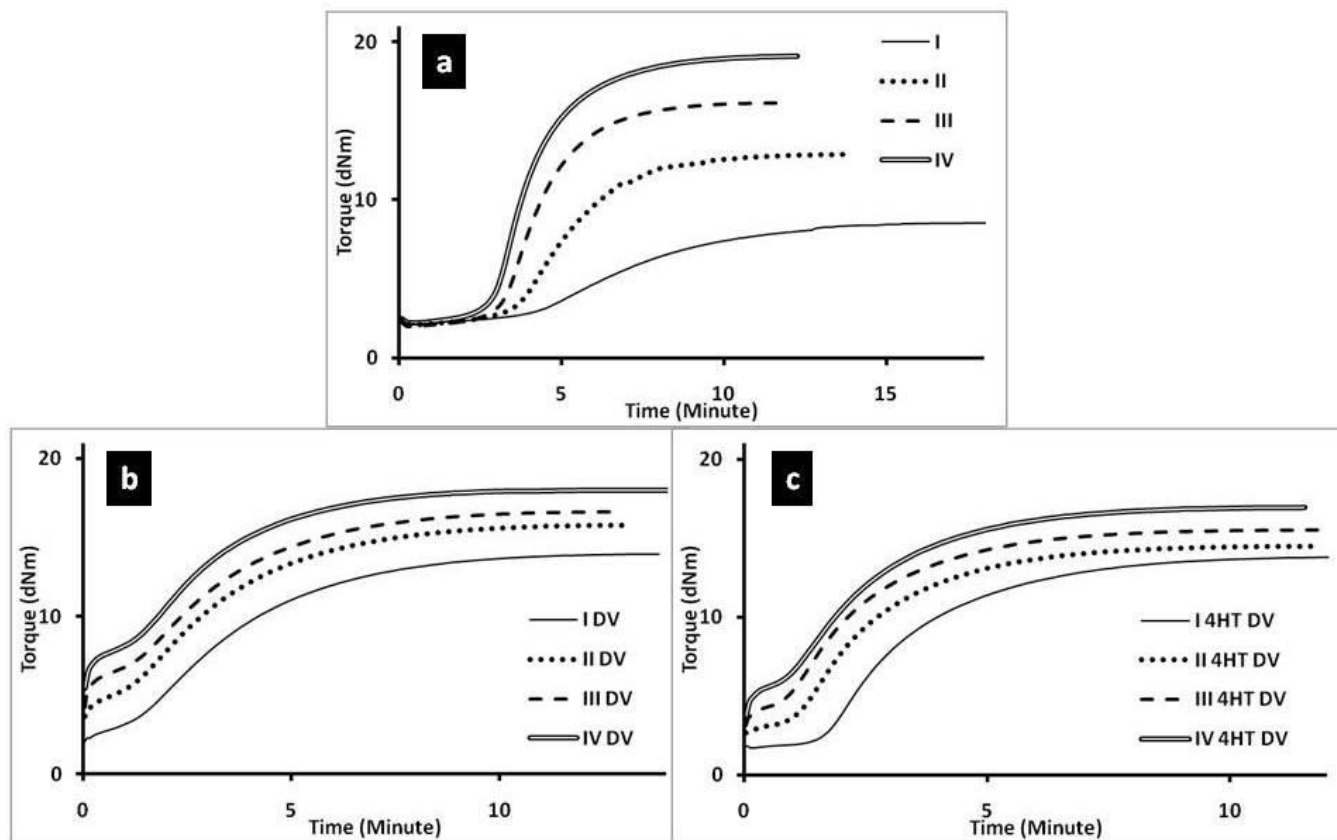 a
20
10
0
Torque (dNm)
0 5 10 15
Time (Minute)
I
II
III
IV
b
20
10
0
Torque (dNm)
0 5 10
Time (Minute)
I DV
II DV
III DV
IV DV
c
20
10
0
Torque (dNm)
0 5 10
Time (Minute)
I 4HT DV
II 4HT DV
III 4HT DV
IV 4HT DV